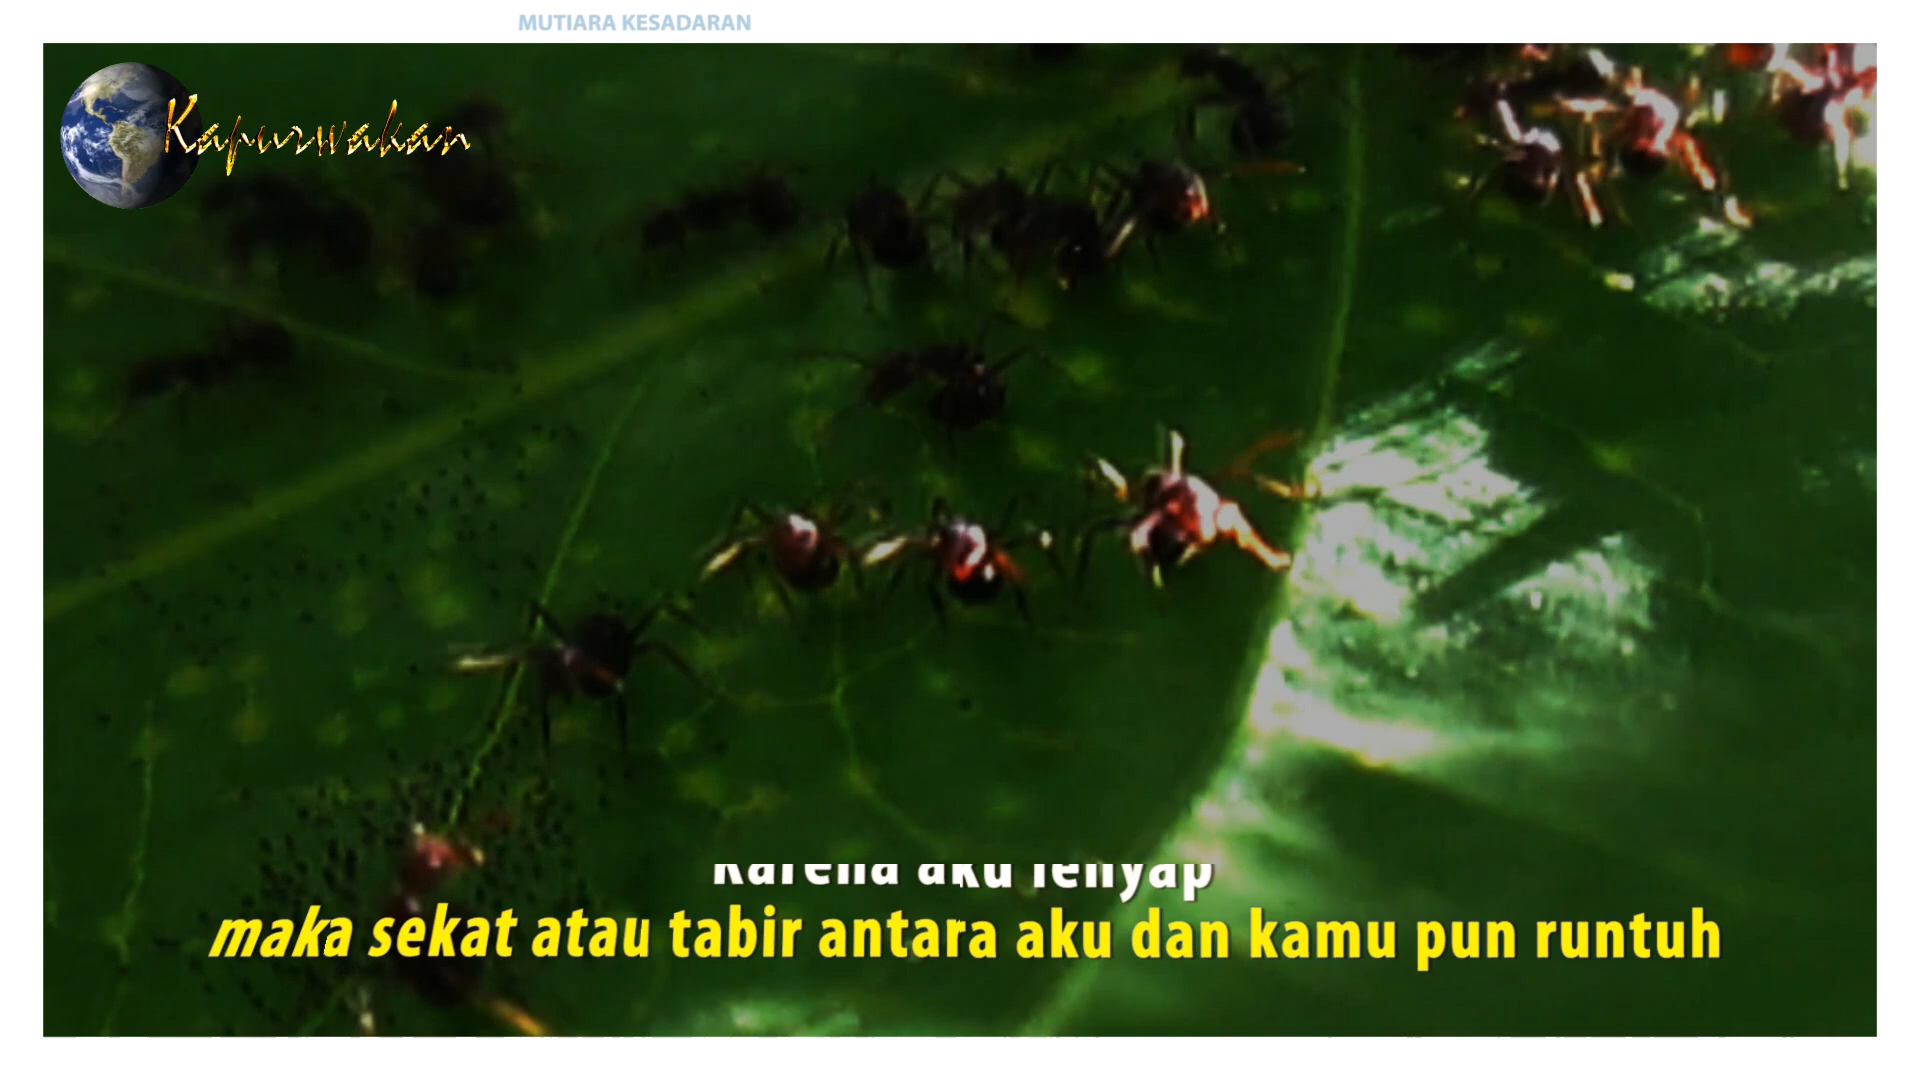 MUTIARA KESADARAN
Kapurwakan
Karena aku lenyap
maka sekat atau tabir antara aku dan kamu pun runtuh